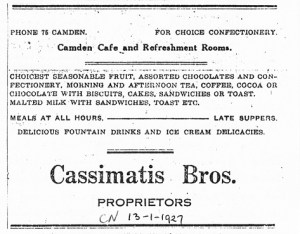 PHONE 75 CAMDEN. FOR CHOICE CONFECTIONERY.
Camden Cafe and Refreshment Rooms.
CHOICEST SEASONABLE FRUIT, ASSORTED CHOCOLATES AND CON-
FECTIONERY, MORNING AND AFTERNOON TEA, COFFEE, COCOA OR
CHOCOLATE WITH BISCUITS, CAKES, SANDWICHES OR TOAST.
MALTED MILK WITH SANDWICHES, TOAST ETC.
MEALS AT ALL HOURS, LATE SUPPERS.
DELICIOUS FOUNTAIN DRINKS AND ICE CREAM DELICACIES.
Cassimatis Bros.
PROPRIETORS
CN 13-1-1927